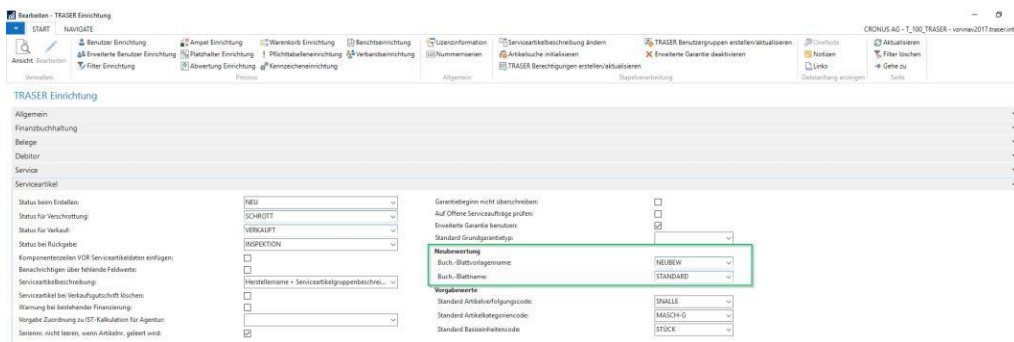 Bearbeiten - TRASER Einrichtung
START NAVIGATE
CRONUS AG - T_100_TRASER - vsrvnav2017.traser.int
Ansicht
Bearbeiten
Verwalten
Benutzer Einrichtung
Erweiterte Benutzer Einrichtung
Filter Einrichtung
Ampel Einrichtung
Platzhalter Einrichtung
Abwertung Einrichtung
Warenkorb Einrichtung
Pflichttabelleneinrichtung
Kennzeicheneinrichtung
Berichtseinrichtung
Verbandseinrichtung
Process
Lizenzinformation
Nummernserien
Allgemein
Serviceartikelbeschreibung ändern
Artikelsuche initialisieren
TRASER Berechtigungen erstellen/aktualisieren
TRASER Benutzergruppen erstellen/aktualisieren
Erweiterte Garantie deaktivieren
Stapelverarbeitung
OneNote
Notizen
Links
Dateianhang anzeigen
Aktualisieren
Filter löschen
Gehe zu
Seite
TRASER Einrichtung
Allgemein
Finanzbuchhaltung
Belege
Debitor
Service
Serviceartikel
Status beim Erstellen: NEU
Status für Verschrottung: SCHROTT
Status für Verkauf: VERKAUFT
Status bei Rückgabe: INSPEKTION
Komponentenzeilen VOR Serviceartikeldaten einfügen:
Benachrichtigen über fehlende Feldwerte:
Serviceartikelbeschreibung: Herstellername + Serviceartikelgruppenbeschrei...
Serviceartikel bei Verkaufsgutschrift löschen:
Warnung bei bestehender Finanzierung:
Vorgabe Zuordnung zu IST-Kalkulation für Agentur:
Seriennr. nicht leeren, wenn Artikelnr. geleert wird:
Garantiebeginn nicht überschreiben:
Auf Offene Serviceaufträge prüfen:
Erweiterte Garantie benutzen:
Standard Grundgarantietyp:
Neubewertung
Buch.-Blattvorlagenname: NEUBEW
Buch.-Blattname: STANDARD
Vorgabewerte
Standard Artikelverfolgungscode: SNALLE
Standard Artikelkategoriencode: MASCH-G
Standard Basiseinheitencode: STÜCK